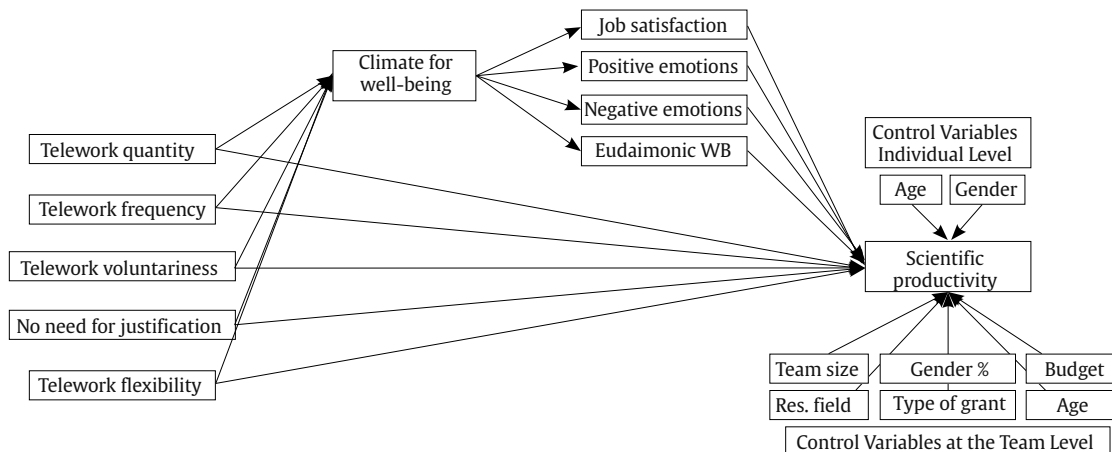 Job satisfaction
Climate for
well-being
Positive emotions
Negative emotions
Eudaimonic WB
Telework quantity
Telework frequency
Telework voluntariness
No need for justification
Telework flexibility
Control Variables
Individual Level
Age
Gender
Scientific
productivity
Team size
Gender %
Budget
Res. field
Type of grant
Age
Control Variables at the Team Level